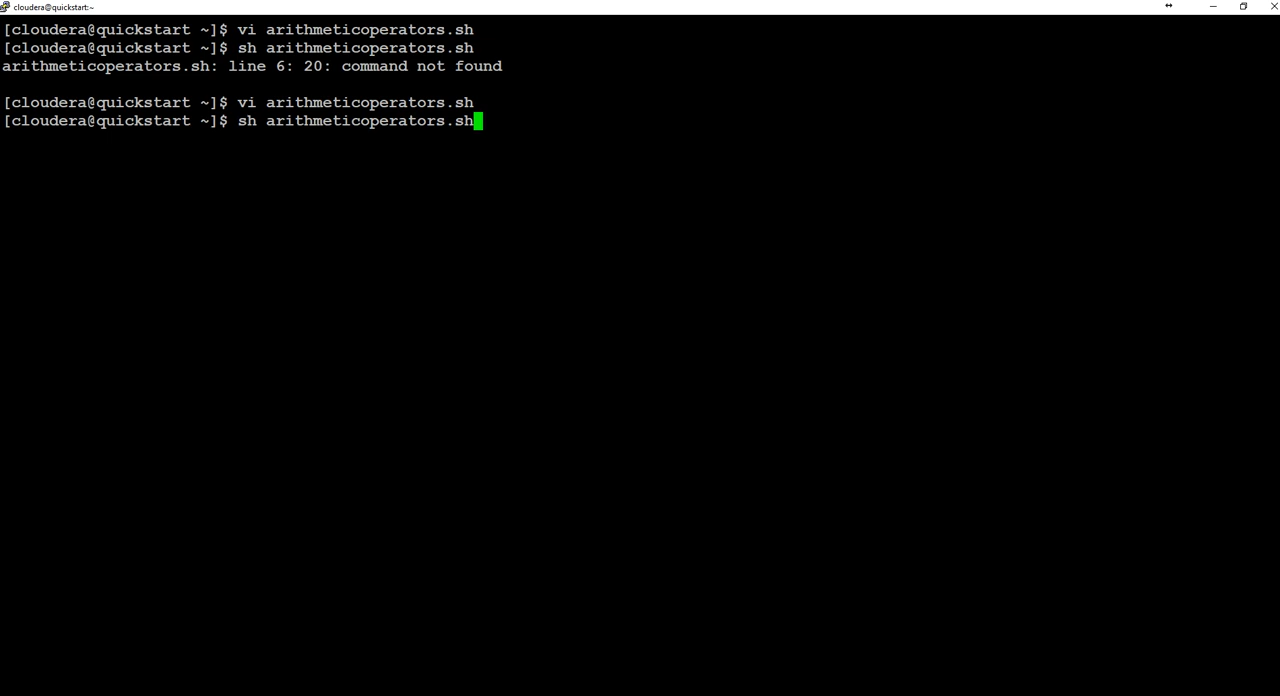 cloudera@quickstart:~
[cloudera@quickstart ~]$ vi arithmeticoperators.sh
[cloudera@quickstart ~]$ sh arithmeticoperators.sh
arithmeticoperators.sh: line 6: 20: command not found
[cloudera@quickstart ~]$ vi arithmeticoperators.sh
[cloudera@quickstart ~]$ sh arithmeticoperators.sh